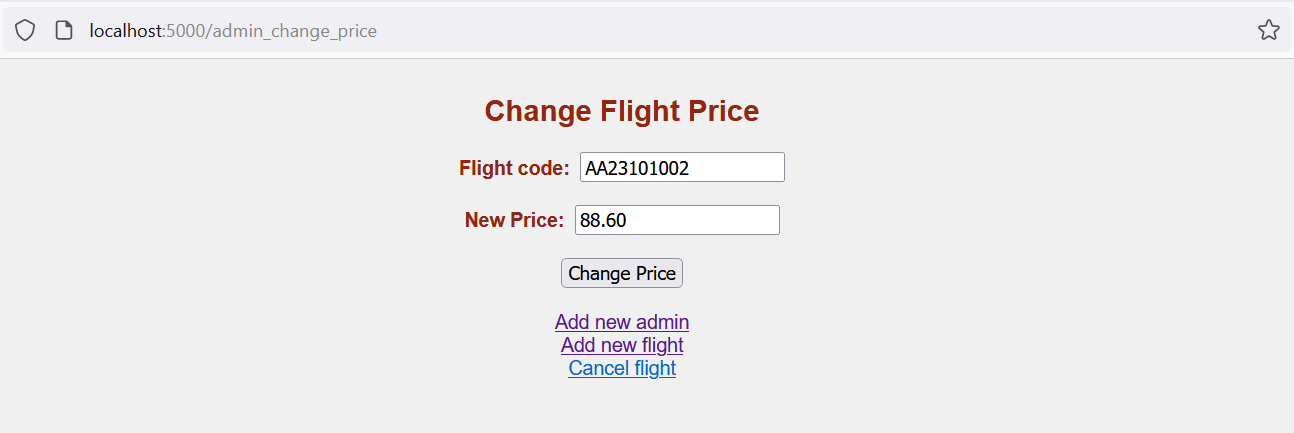 localhost:5000/admin_change_price
Change Flight Price
Flight code: AA23101002
New Price: 88.60
Change Price
Add new admin
Add new flight
Cancel flight